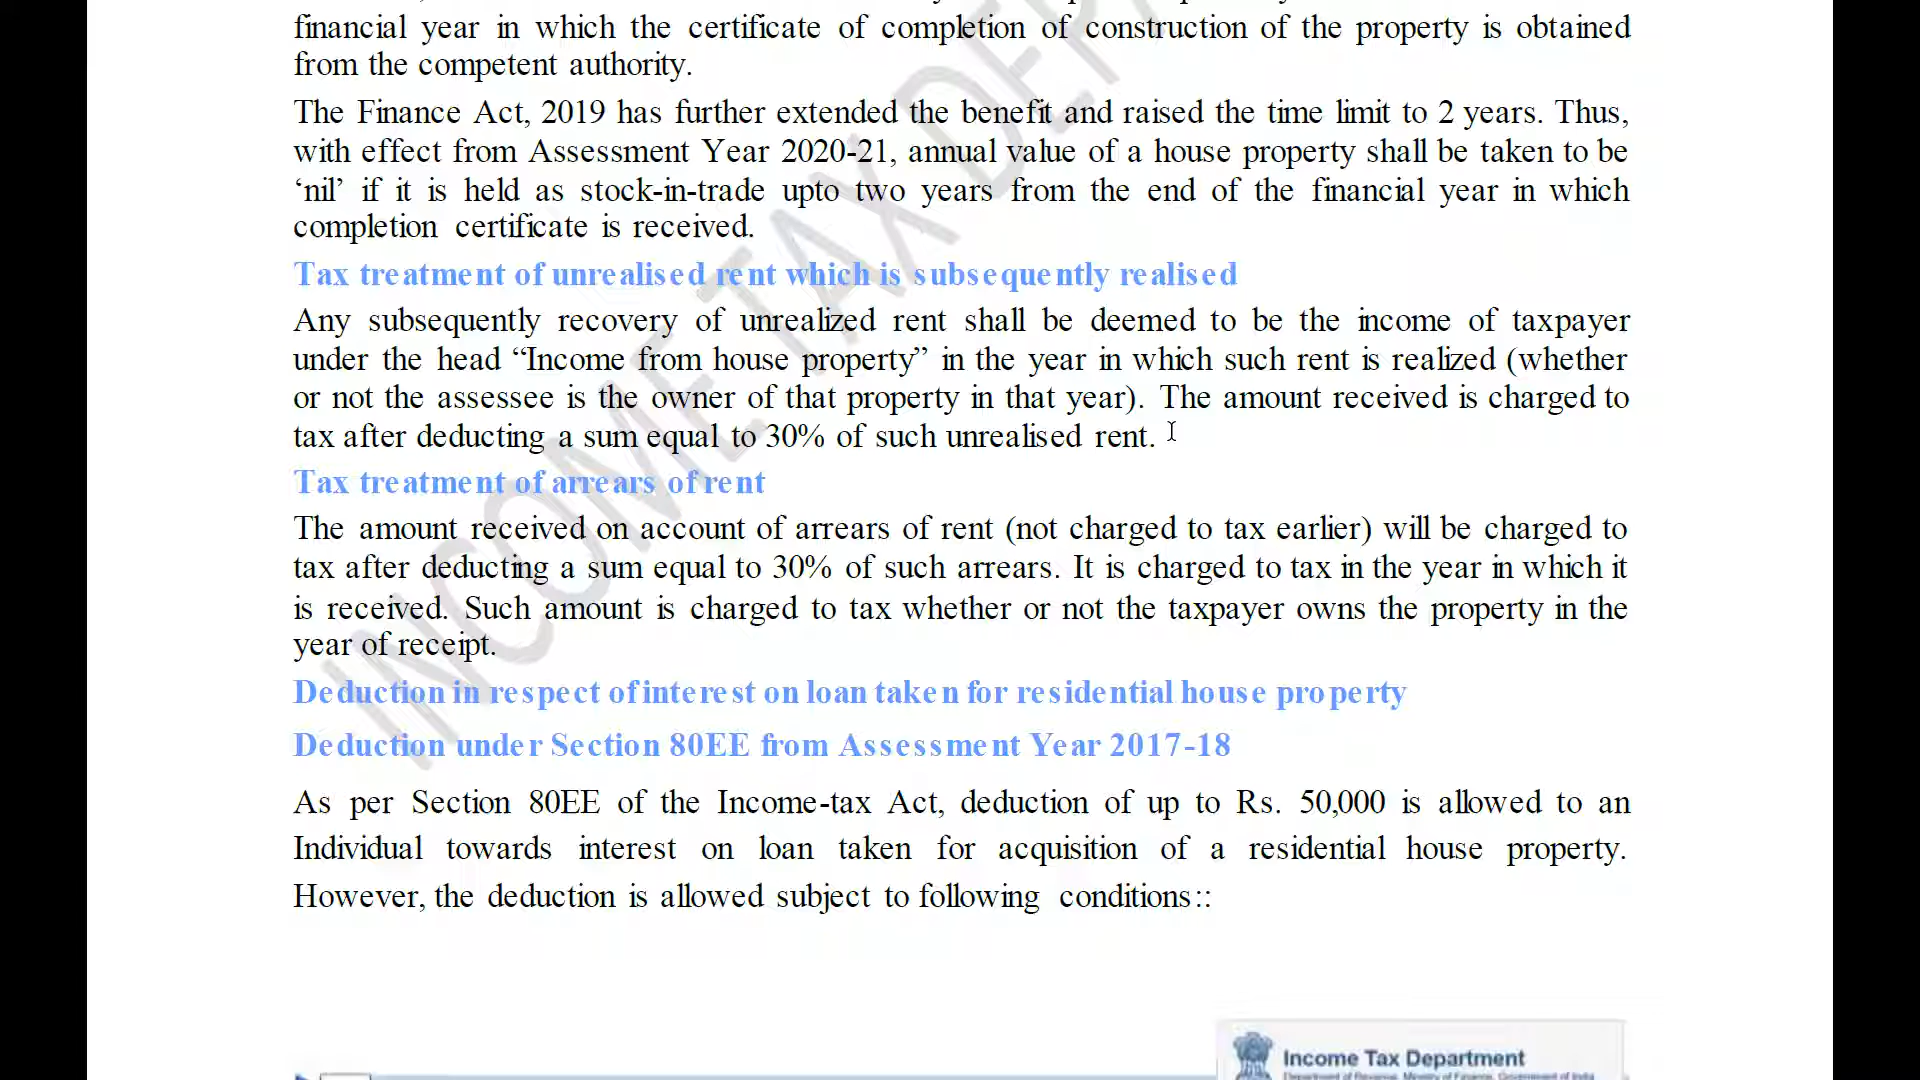 financial year in which the certificate of completion of construction of the property is obtained
from the competent authority.
The Finance Act, 2019 has further extended the benefit and raised the time limit to 2 years. Thus,
with effect from Assessment Year 2020-21, annual value of a house property shall be taken to be
‘nil’ if it is held as stock-in-trade upto two years from the end of the financial year in which
completion certificate is received.
Tax treatment of unrealised rent which is subsequently realised
Any subsequently recovery of unrealized rent shall be deemed to be the income of taxpayer
under the head “Income from house property” in the year in which such rent is realized (whether
or not the assessee is the owner of that property in that year). The amount received is charged to
tax after deducting a sum equal to 30% of such unrealised rent.
Tax treatment of arrears of rent
The amount received on account of arrears of rent (not charged to tax earlier) will be charged to
tax after deducting a sum equal to 30% of such arrears. It is charged to tax in the year in which it
is received. Such amount is charged to tax whether or not the taxpayer owns the property in the
year of receipt.
Deduction in respect of interest on loan taken for residential house property
Deduction under Section 80EE from Assessment Year 2017-18
As per Section 80EE of the Income-tax Act, deduction of up to Rs. 50,000 is allowed to an
Individual towards interest on loan taken for acquisition of a residential house property.
However, the deduction is allowed subject to following conditions::
INCOME TAX DEPA
Income Tax Department
Department of Revenue, Ministry of Finance, Government of India